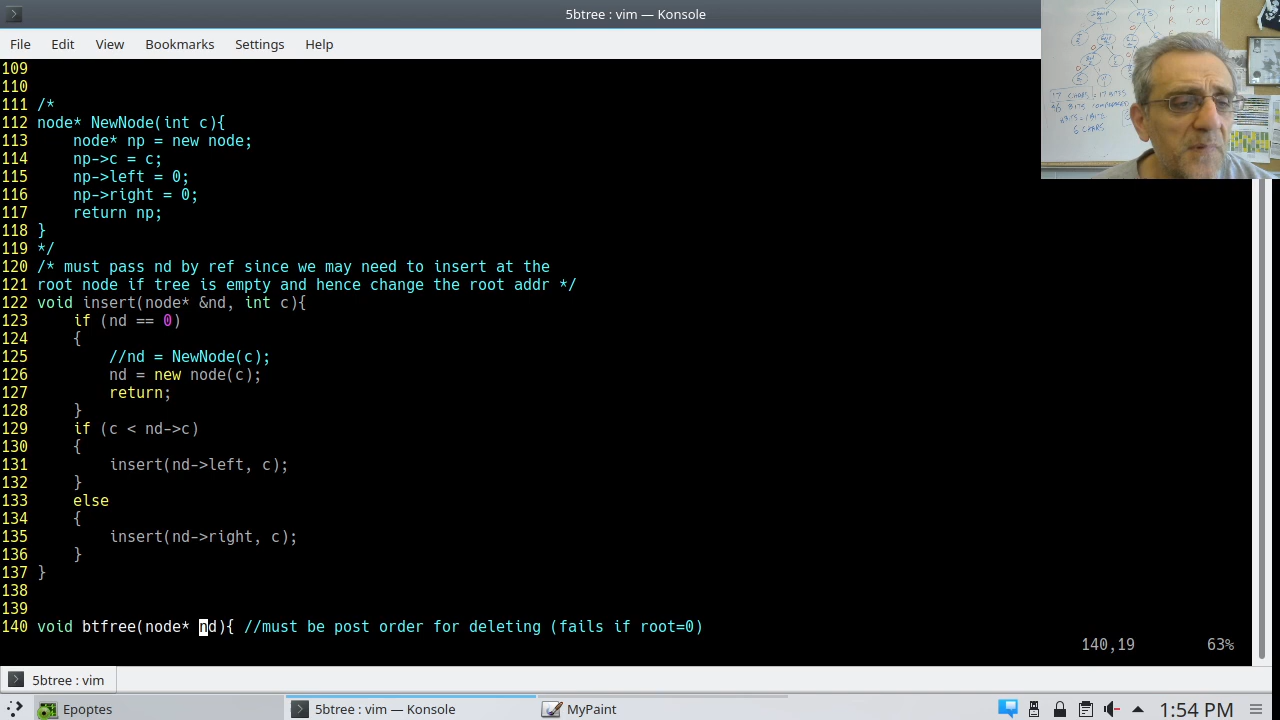 5btree : vim — Konsole
File Edit View Bookmarks Settings Help
109
110
111 /*
112 node* NewNode(int c){
113     node* np = new node;
114     np->c = c;
115     np->left = 0;
116     np->right = 0;
117     return np;
118 }
119 */
120 /* must pass nd by ref since we may need to insert at the
121 root node if tree is empty and hence change the root addr */
122 void insert(node* &nd, int c){
123     if (nd == 0)
124     {
125         //nd = NewNode(c);
126         nd = new node(c);
127         return;
128     }
129     if (c < nd->c)
130     {
131         insert(nd->left, c);
132     }
133     else
134     {
135         insert(nd->right, c);
136     }
137 }
138
139
140 void btfree(node* nd){ //must be post order for deleting (fails if root=0)
140,19 63%
5btree : vim
Epoptes 5btree : vim — Konsole MyPaint 1:54 PM
6 CHARS